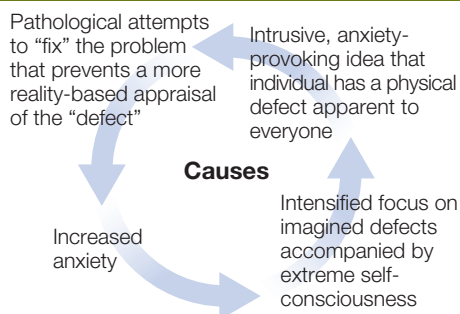 Pathological attempts
to “fix” the problem
that prevents a more
reality-based appraisal
of the “defect”
Intrusive, anxiety-
provoking idea that
individual has a physical
defect apparent to
everyone
Causes
Increased
anxiety
Intensified focus on
imagined defects
accompanied by
extreme self-
consciousness